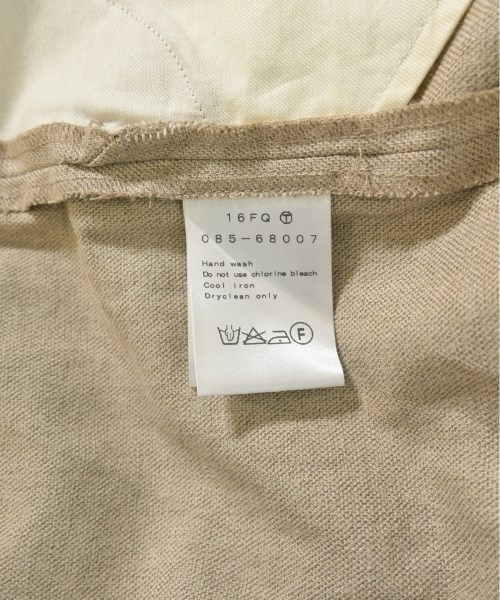 16FQ Ⓣ
085-68007
Hand wash
Do not use chlorine bleach
Cool iron
Dryclean only
F